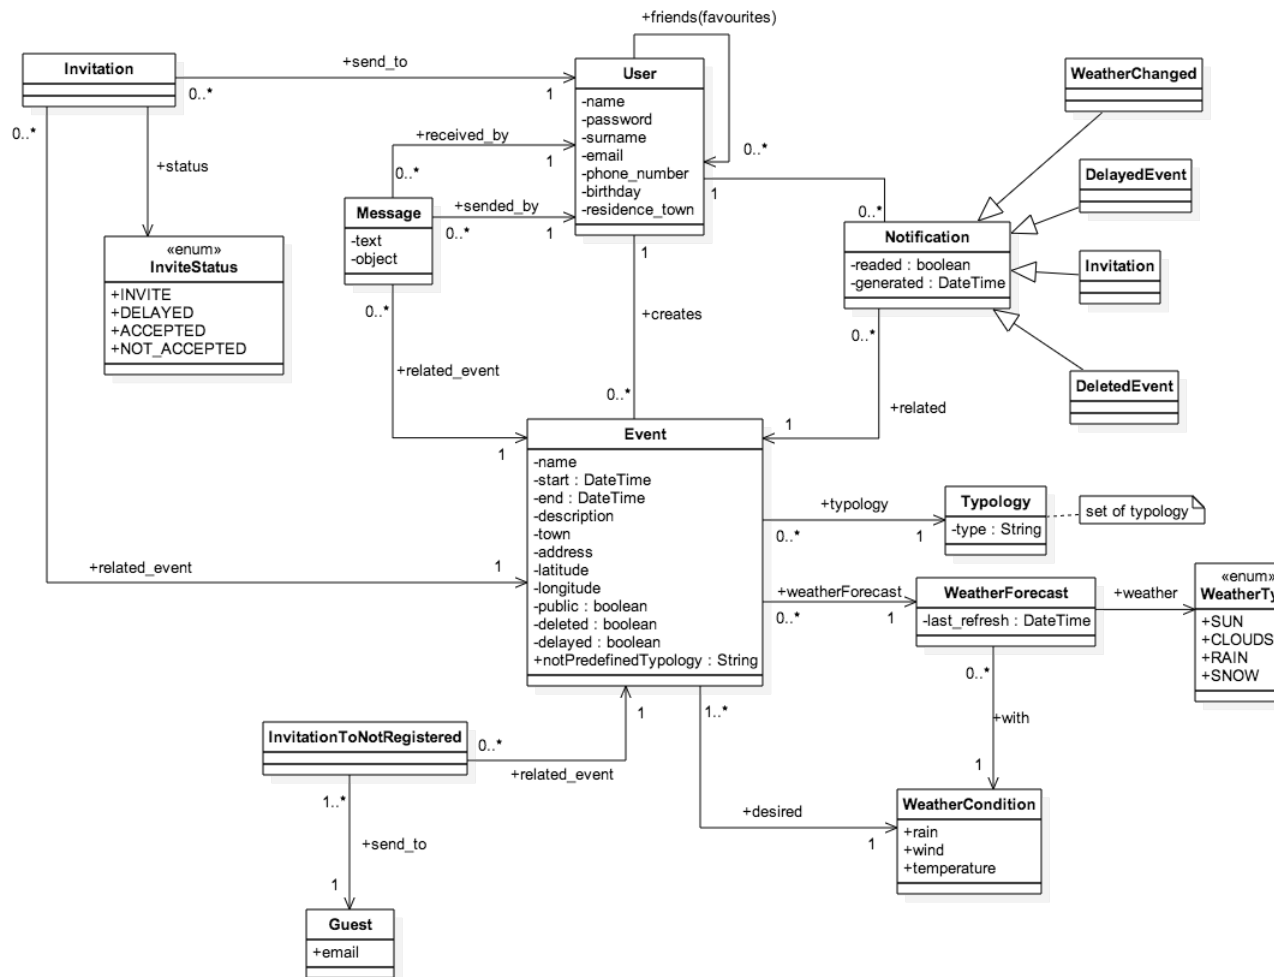 +friends(favourites)
Invitation
+send_to
0..*
1
0..*
+status
User
-name
-password
-surname
-email
-phone_number
-birthday
-residence_town
0..*
1
1
WeatherChanged
DelayedEvent
Invitation
DeletedEvent
+received_by
0..*
1
Message
-text
-object
+sended_by
0..*
1
0..*
«enum»
InviteStatus
+INVITE
+DELAYED
+ACCEPTED
+NOT_ACCEPTED
0..*
Notification
-readed : boolean
-generated : DateTime
0..*
+creates
+related_event
0..*
+related
1
1
Event
-name
-start : DateTime
-end : DateTime
-description
-town
-address
-latitude
-longitude
-public : boolean
-deleted : boolean
-delayed : boolean
+notPredefinedTypology : String
+typology
0..*
1
Typology
-type : String
set of typology
+related_event
1
+weatherForecast
0..*
1
WeatherForecast
-last_refresh : DateTime
+weather
«enum»
WeatherTy
+SUN
+CLOUDS
+RAIN
+SNOW
0..*
+with
1
InvitationToNotRegistered
0..*
1
+related_event
1..*
+desired
1
WeatherCondition
+rain
+wind
+temperature
1..*
+send_to
1
Guest
+email